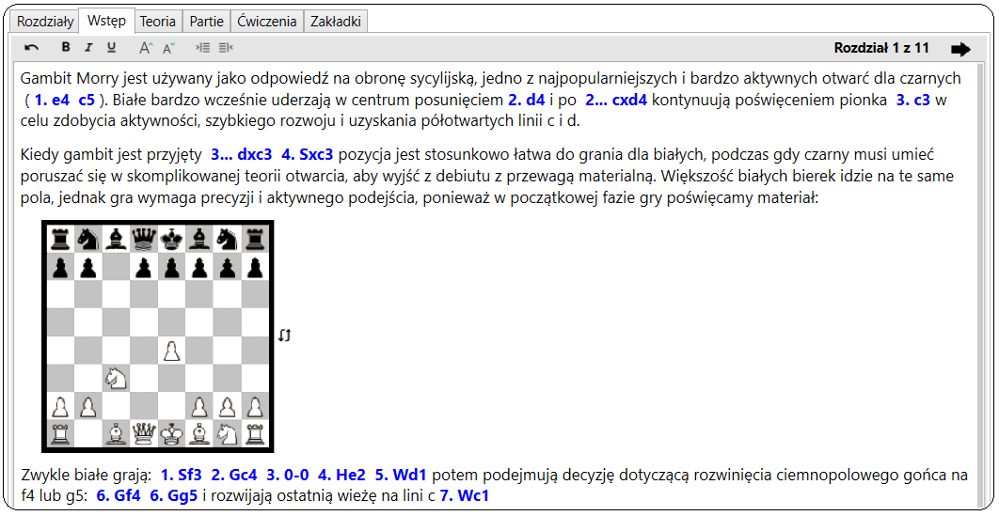 Rozdziały Wstęp Teoria Partie Ćwiczenia Zakładki
B I U A A Rozdział 1 z 11
Gambit Morry jest używany jako odpowiedź na obronę sycylijską, jedno z najpopularniejszych i bardzo aktywnych otwarć dla czarnych
( 1. e4 c5 ). Białe bardzo wcześnie uderzają w centrum posunięciem 2. d4 i po 2... cxd4 kontynuują poświęceniem pionka 3. c3 w
celu zdobycia aktywności, szybkiego rozwoju i uzyskania półotwartych linii c i d.
Kiedy gambit jest przyjęty 3... dxc3 4. Sxc3 pozycja jest stosunkowo łatwa do grania dla białych, podczas gdy czarny musi umieć
poruszać się w skomplikowanej teorii otwarcia, aby wyjść z debiutu z przewagą materialną. Większość białych bierek idzie na te same
pola, jednak gra wymaga precyzji i aktywnego podejścia, ponieważ w początkowej fazie gry poświęcamy materiał:
Zwykle białe grają: 1. Sf3 2. Gc4 3. 0-0 4. He2 5. Wd1 potem podejmują decyzję dotyczącą rozwinięcia ciemnopolowego gońca na
f4 lub g5: 6. Gf4 6. Gg5 i rozwijają ostatnią wieżę na lini c 7. Wc1